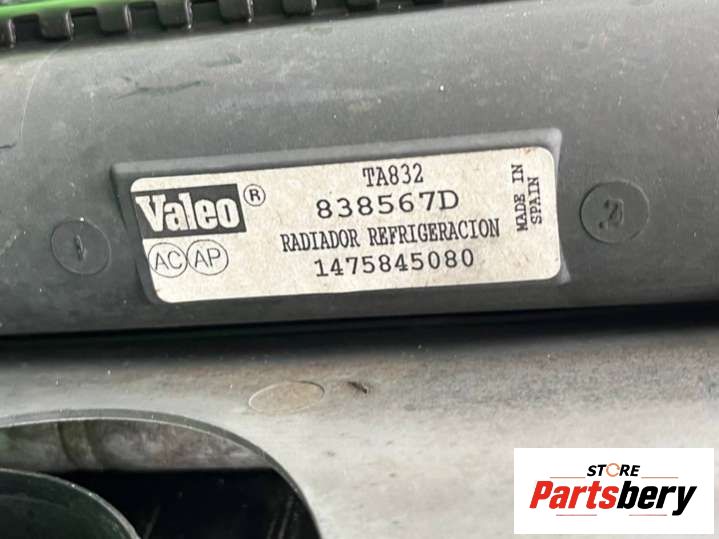 TA832
Valeo ®
838567D
MADE IN
SPAIN
RADIADOR REFRIGERACION
AC AP
1475845080
STORE
Partsbery